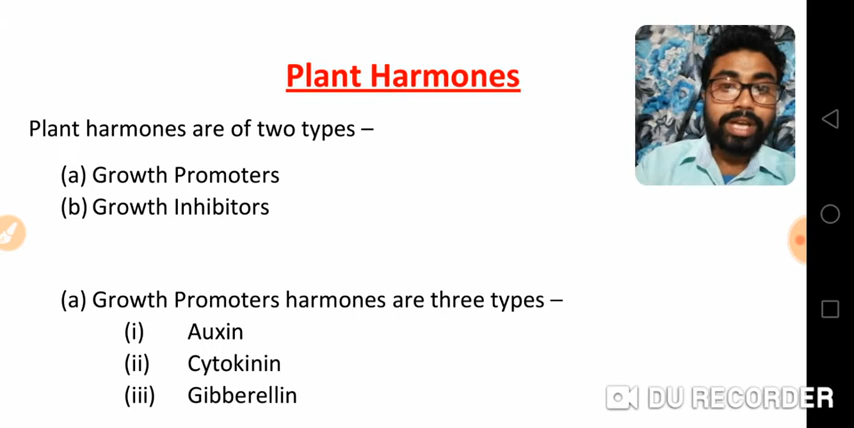 Plant Harmones
Plant harmones are of two types –
(a) Growth Promoters
(b) Growth Inhibitors
(a) Growth Promoters harmones are three types –
(i) Auxin
(ii) Cytokinin
(iii) Gibberellin
DU RECORDER